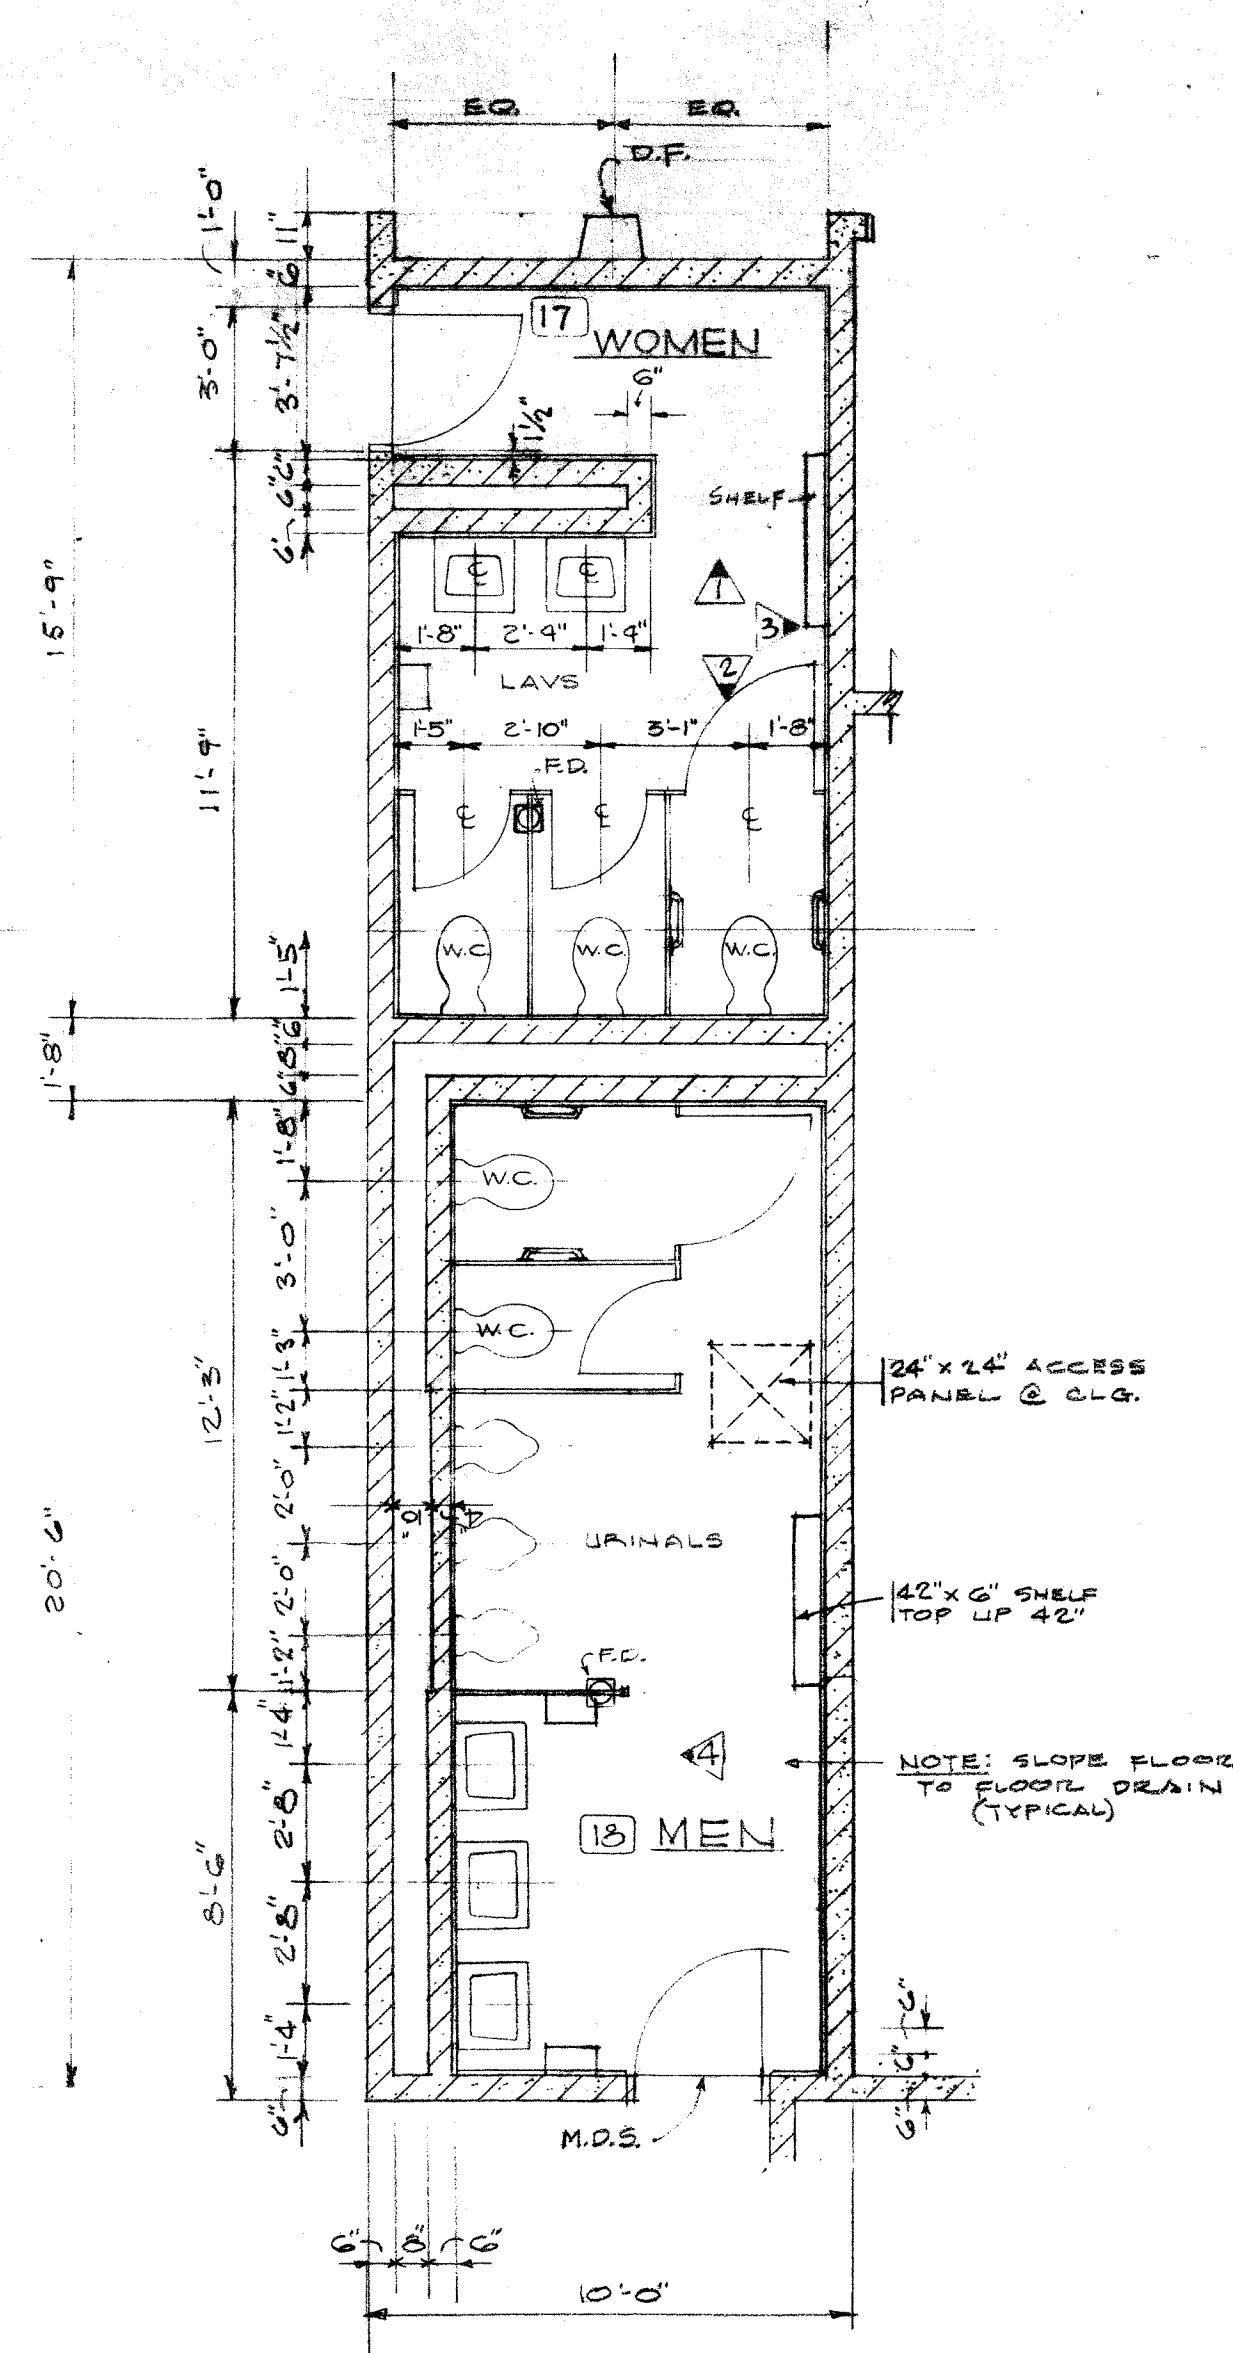 EQ. EQ.
D.F.
1'-0"
11"
6"
17
WOMEN
3'-0"
3'-7½"
6"
1½"
6"
6"
6"
SHELF
℄ ℄
1
3
2
1'-8" 2'-4" 1'-4"
LAVS
15'-9"
11'-9"
1'-5" 2'-10" 3'-1" 1'-8"
F.D.
℄ ℄ ℄
W.C. W.C. W.C.
1'-5"
6"
8"
6"
1'-8"
1'-8"
W.C.
3'-0"
W.C.
1'-3"
24" x 24" ACCESS
PANEL @ CLG.
12'-3"
1'-2"
2'-0"
10"
4"
URINALS
20'-6"
2'-0"
42" x 6" SHELF
TOP UP 42"
1'-2"
F.D.
1'-4"
4
NOTE: SLOPE FLOOR
TO FLOOR DRAIN
(TYPICAL)
2'-8"
18 MEN
8'-6"
2'-8"
1'-4"
6"
6"
6"
6"
M.D.S.
6" 8" 6"
10'-0"